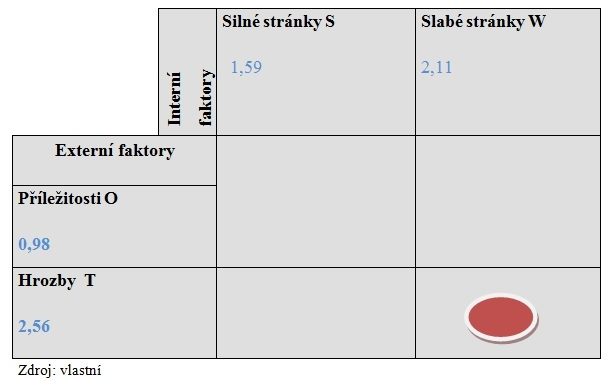 Silné stránky S
1,59
Slabé stránky W
2,11
Interní
faktory
Externí faktory
Příležitosti O
0,98
Hrozby T
2,56
Zdroj: vlastní